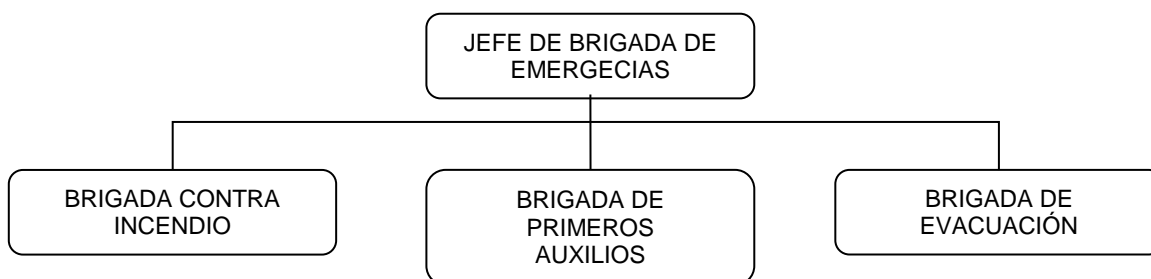 JEFE DE BRIGADA DE
EMERGECIAS
BRIGADA CONTRA
INCENDIO
BRIGADA DE
PRIMEROS
AUXILIOS
BRIGADA DE
EVACUACIÓN